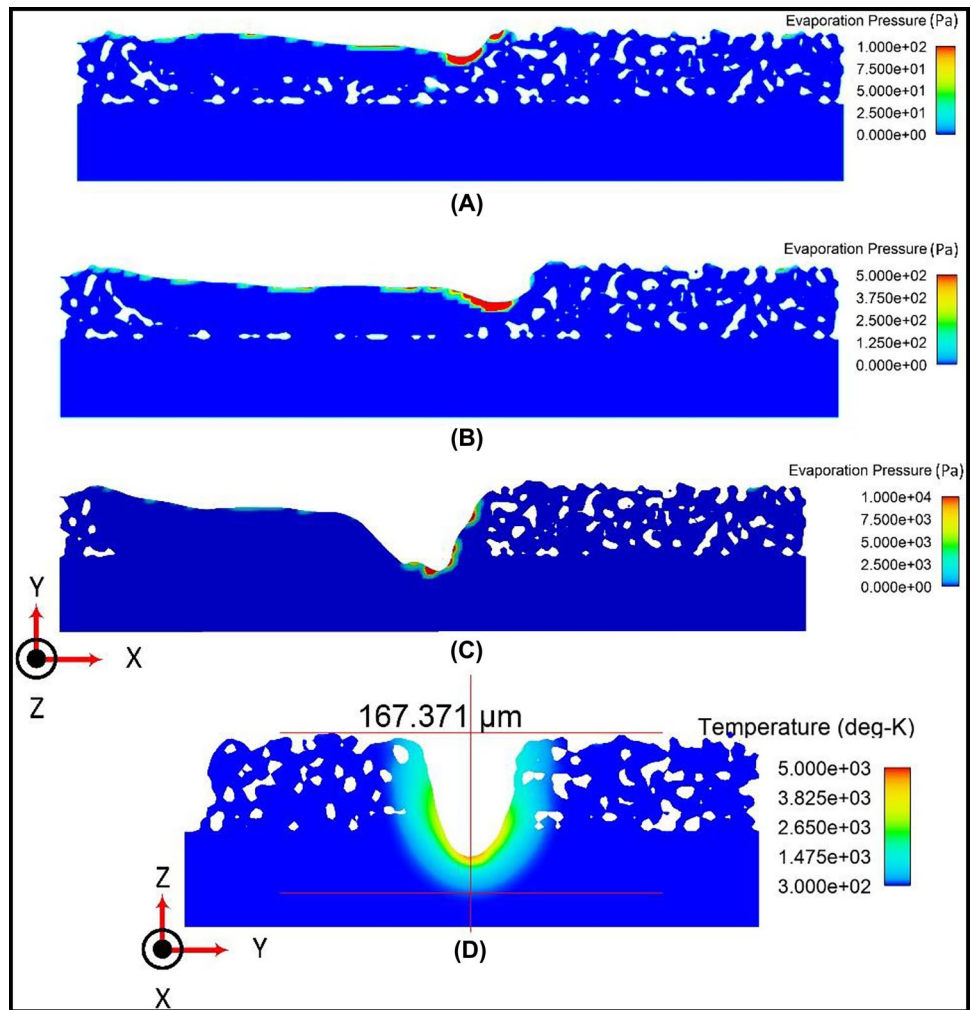 Evaporation Pressure (Pa)
1.000e+02
7.500e+01
5.000e+01
2.500e+01
0.000e+00
(A)
Evaporation Pressure (Pa)
5.000e+02
3.750e+02
2.500e+02
1.250e+02
0.000e+00
(B)
Evaporation Pressure (Pa)
1.000e+04
7.500e+03
5.000e+03
2.500e+03
0.000e+00
Y
X
Z
(C)
167.371 μm
Temperature (deg-K)
5.000e+03
3.825e+03
2.650e+03
1.475e+03
3.000e+02
Z
Y
X
(D)